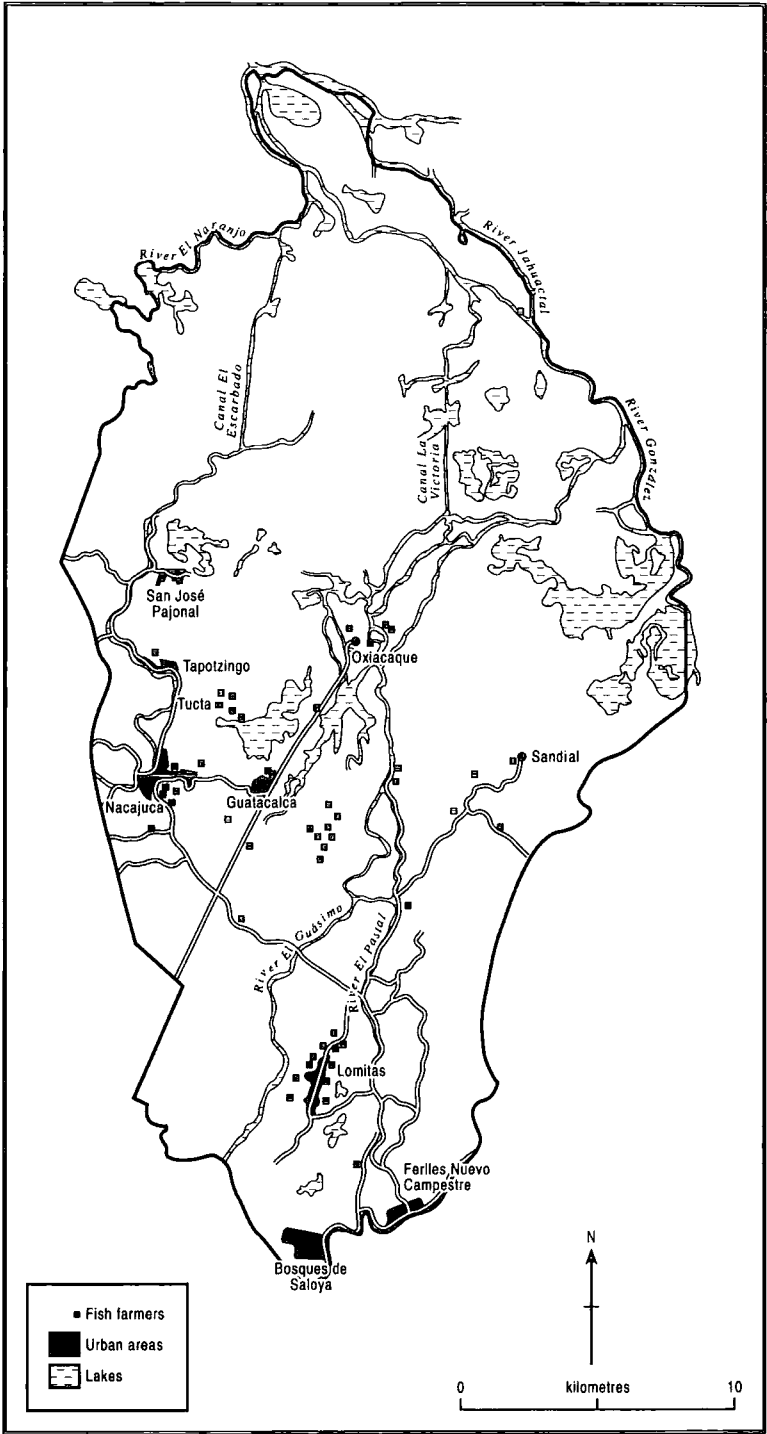 River El Naranjo
River Jahuactal
Canal El
Escarbado
River González
Canal La
Victoria
San José
Pajonal
Oxiacaque
Tapotzingo
Tucta
Sandial
Nacajuca
Guatacalca
River El Guásimo
River El Pastal
Lomitas
Ferlles Nuevo
Campestre
Bosques de
Saloya
N
Fish farmers
Urban areas
Lakes
0 kilometres 10